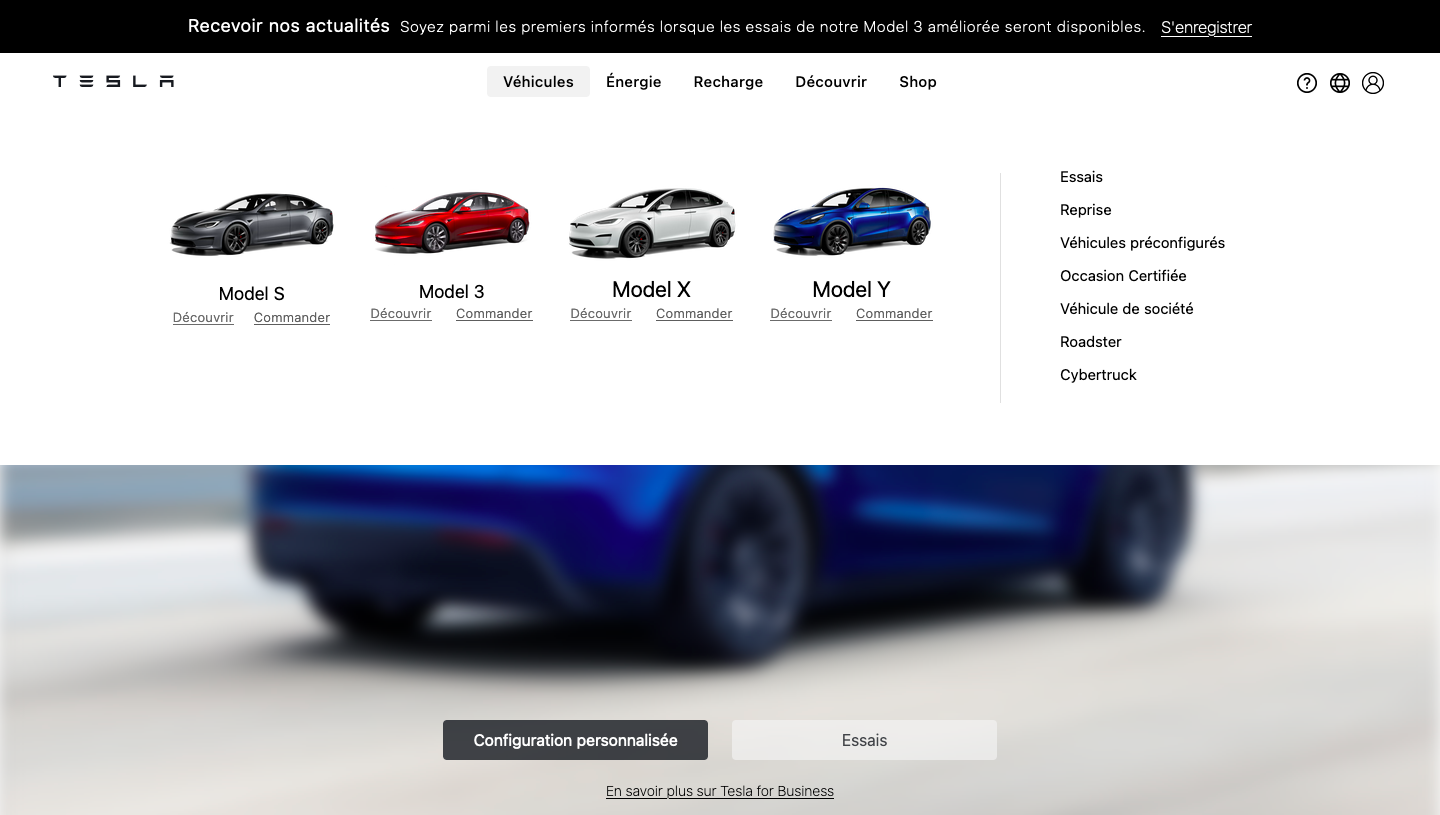 Recevoir nos actualités Soyez parmi les premiers informés lorsque les essais de notre Model 3 améliorée seront disponibles. S'enregistrer
TESLA Véhicules Énergie Recharge Découvrir Shop
Model S
Découvrir Commander
Model 3
Découvrir Commander
Model X
Découvrir Commander
Model Y
Découvrir Commander
Essais
Reprise
Véhicules préconfigurés
Occasion Certifiée
Véhicule de société
Roadster
Cybertruck
Configuration personnalisée Essais
En savoir plus sur Tesla for Business